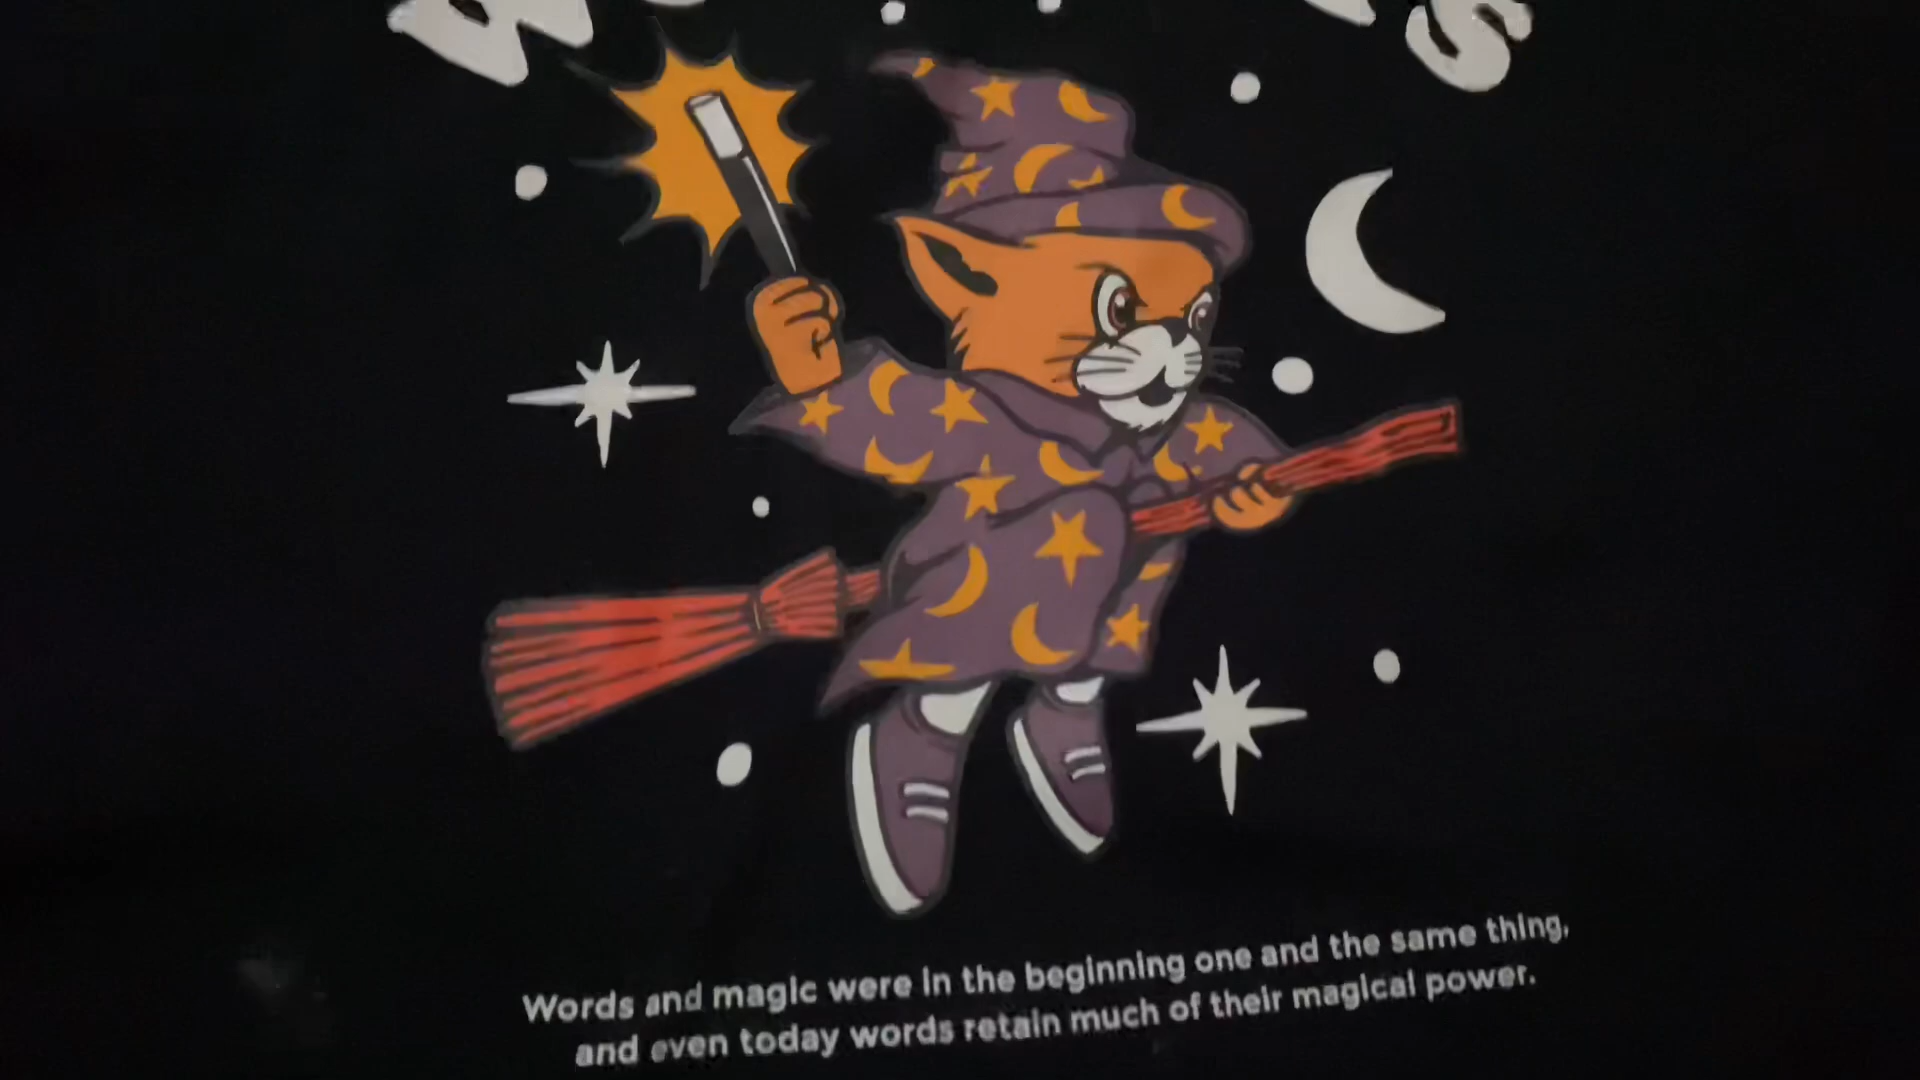 Words and magic were in the beginning one and the same thing,
and even today words retain much of their magical power.